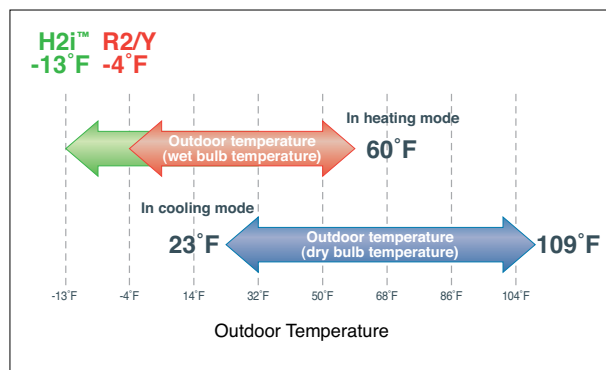 H2i™ R2/Y
-13˚F -4˚F
In heating mode
Outdoor temperature
(wet bulb temperature)
60˚F
In cooling mode
23˚F
Outdoor temperature
(dry bulb temperature)
109˚F
-13˚F -4˚F 14˚F 32˚F 50˚F 68˚F 86˚F 104˚F
Outdoor Temperature